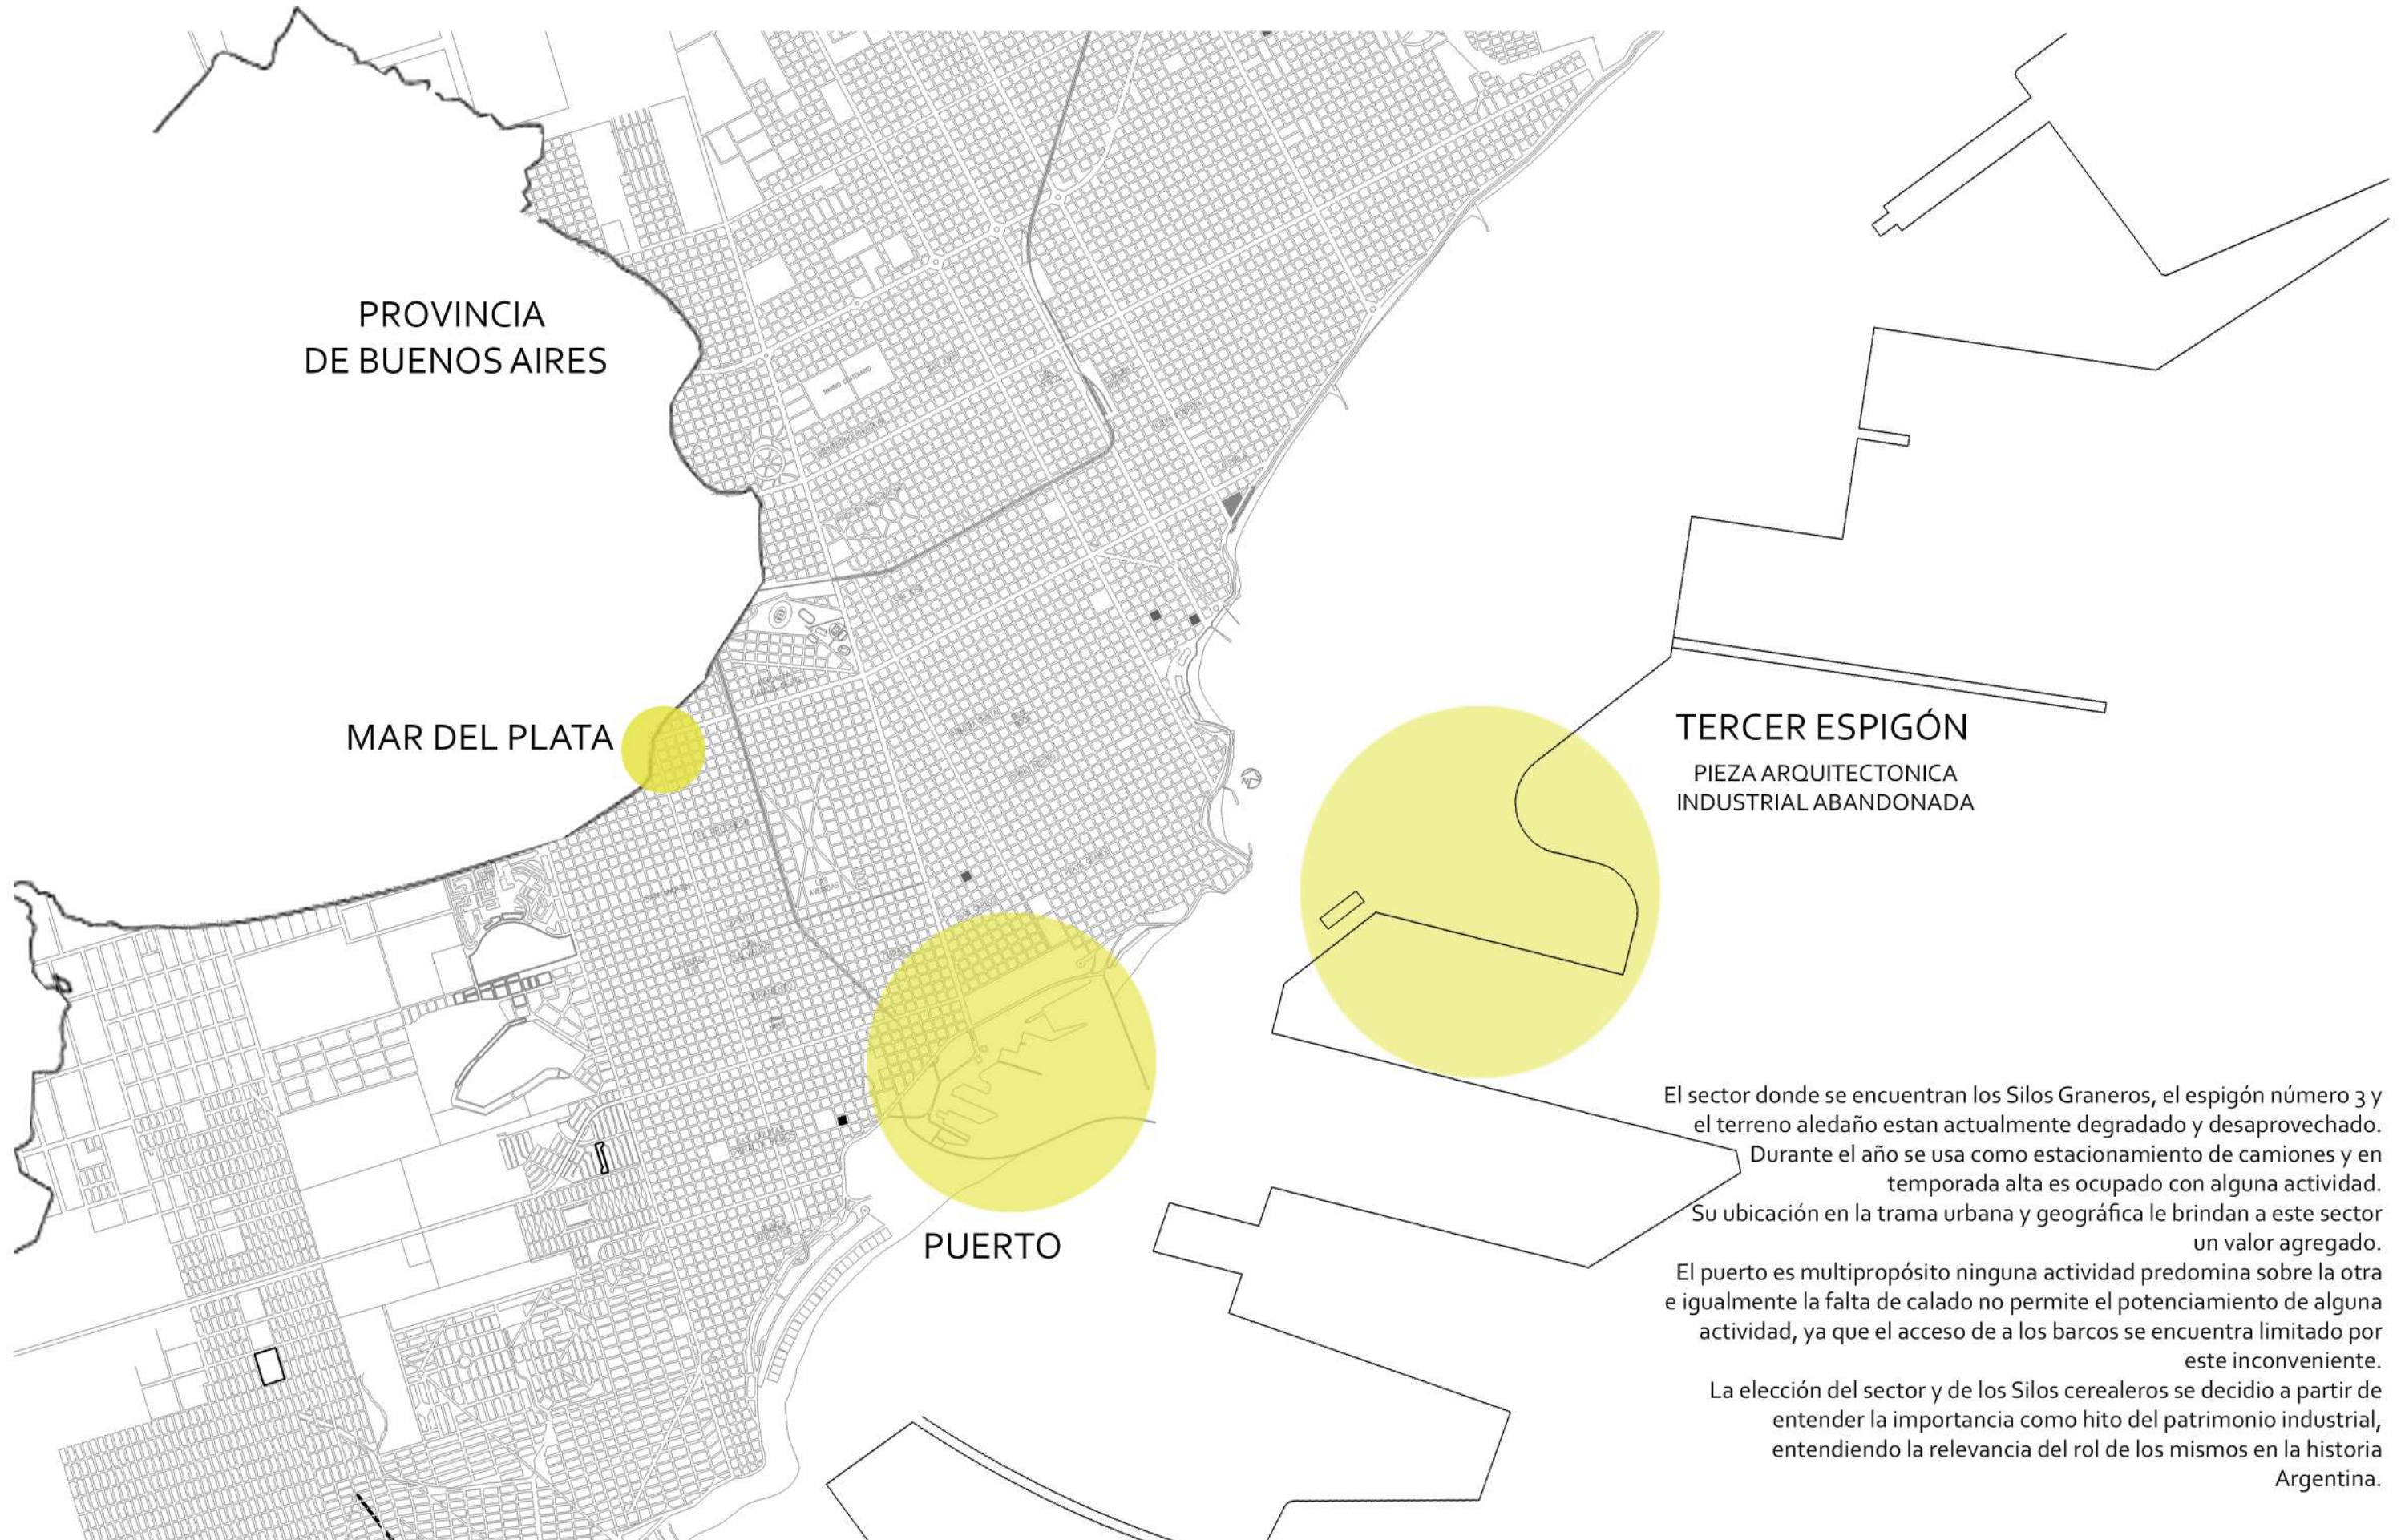 PROVINCIA
DE BUENOS AIRES
BARRIO CENTENARIO
MAR DEL PLATA
TERCER ESPIGÓN
PIEZA ARQUITECTONICA
INDUSTRIAL ABANDONADA
LAS
AVENIDAS
PUERTO
El sector donde se encuentran los Silos Graneros, el espigón número 3 y
el terreno aledaño estan actualmente degradado y desaprovechado.
Durante el año se usa como estacionamiento de camiones y en
temporada alta es ocupado con alguna actividad.
Su ubicación en la trama urbana y geográfica le brindan a este sector
un valor agregado.
El puerto es multipropósito ninguna actividad predomina sobre la otra
e igualmente la falta de calado no permite el potenciamiento de alguna
actividad, ya que el acceso de a los barcos se encuentra limitado por
este inconveniente.
La elección del sector y de los Silos cerealeros se decidio a partir de
entender la importancia como hito del patrimonio industrial,
entendiendo la relevancia del rol de los mismos en la historia
Argentina.